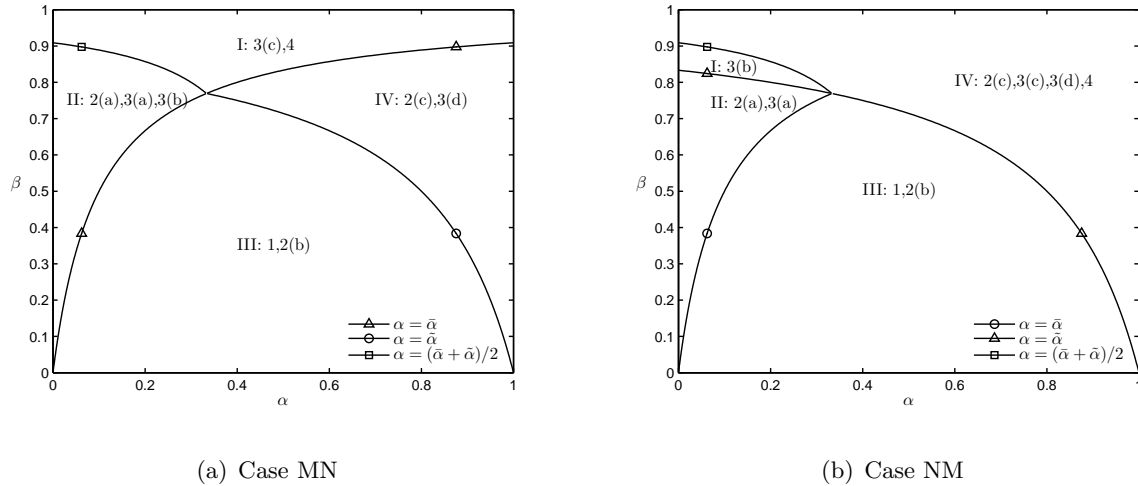 1
0.9
0.8
0.7
0.6
0.5
0.4
0.3
0.2
0.1
0
β
I: 3(c),4
II: 2(a),3(a),3(b)
IV: 2(c),3(d)
III: 1,2(b)
α = ᾱ
α = α̃
α = (ᾱ + α̃)/2
0 0.2 0.4 0.6 0.8 1
α
(a) Case MN
1
0.9
0.8
0.7
0.6
0.5
0.4
0.3
0.2
0.1
0
β
I: 3(b)
IV: 2(c),3(c),3(d),4
II: 2(a),3(a)
III: 1,2(b)
α = ᾱ
α = α̃
α = (ᾱ + α̃)/2
0 0.2 0.4 0.6 0.8 1
α
(b) Case NM